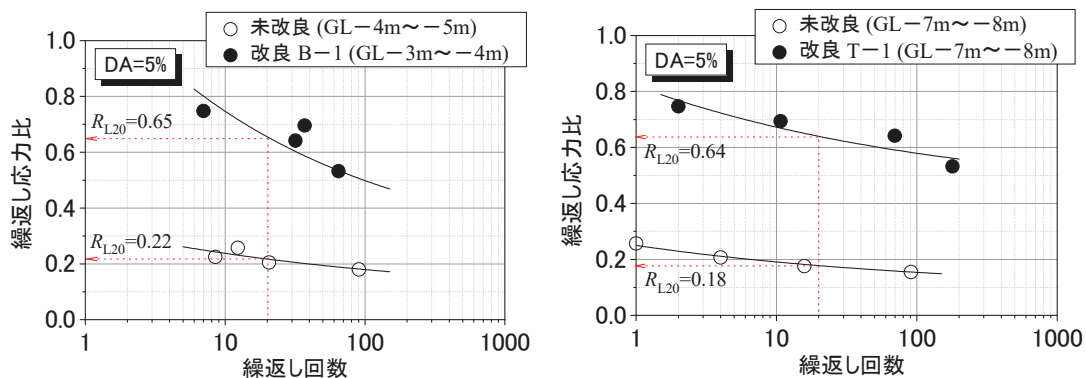 ○ 未改良 (GL－4m～－5m)
● 改良 B－1 (GL－3m～－4m)
DA=5%
1.0
0.8
0.6
0.4
0.2
0.0
繰返し応力比
R_L20=0.65
R_L20=0.22
1
10
100
1000
繰返し回数
○ 未改良 (GL－7m～－8m)
● 改良 T－1 (GL－7m～－8m)
DA=5%
1.0
0.8
0.6
0.4
0.2
0.0
繰返し応力比
R_L20=0.64
R_L20=0.18
1
10
100
1000
繰返し回数